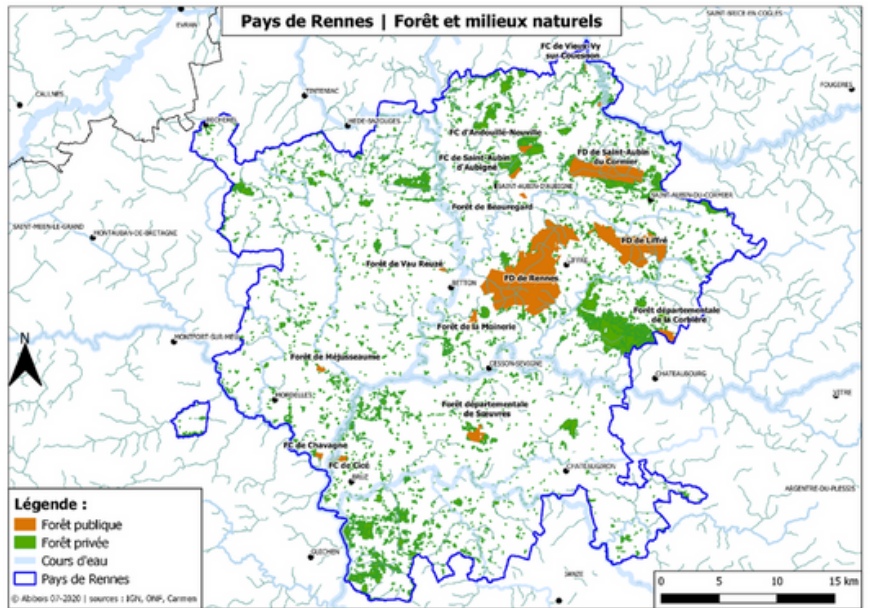 Pays de Rennes | Forêt et milieux naturels
SAINT-BRICE-EN-COGLES
EVRAN
FC de Vieux-Vy
sur-Couesnon
CAULNES
TINTENIAC
FOUGERES
BECHEREL
HEDE-BAZOUGES
FC d'Andouillé-Neuville
FC de Saint-Aubin
d'Aubigné
FD de Saint-Aubin
du Cormier
SAINT-AUBIN-D'AUBIGNE
SAINT-AUBIN-DU-CORMIER
Forêt de Beauregard
SAINT-MEEN-LE-GRAND
MONTAUBAN-DE-BRETAGNE
FD de Liffré
Forêt de Vau Reuzé
LIFFRE
FD de Rennes
BETTON
Forêt départementale
de la Corbière
Forêt de la Moinerie
N
MONTFORT-SUR-MEU
Forêt de Méjusseaume
CESSON-SEVIGNE
CHATEAUBOURG
VITRE
MORDELLES
Forêt départementale
de Sœuvres
FC de Chavagne
FC de Cicé
BRUZ
CHATEAUGIRON
ARGENTRE-DU-PLESSIS
Légende :
Forêt publique
Forêt privée
Cours d'eau
Pays de Rennes
GUICHEN
JANZE
0 5 10 15 km
© Abibois 07-2020 | sources : IGN, ONF, Carmen